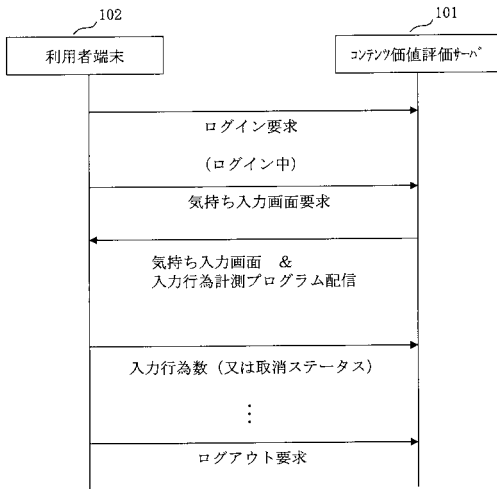 102
101
利用者端末
コンテンツ価値評価サーバ
ログイン要求
(ログイン中)
気持ち入力画面要求
気持ち入力画面 &
入力行為計測プログラム配信
入力行為数(又は取消ステータス)
⋮
ログアウト要求